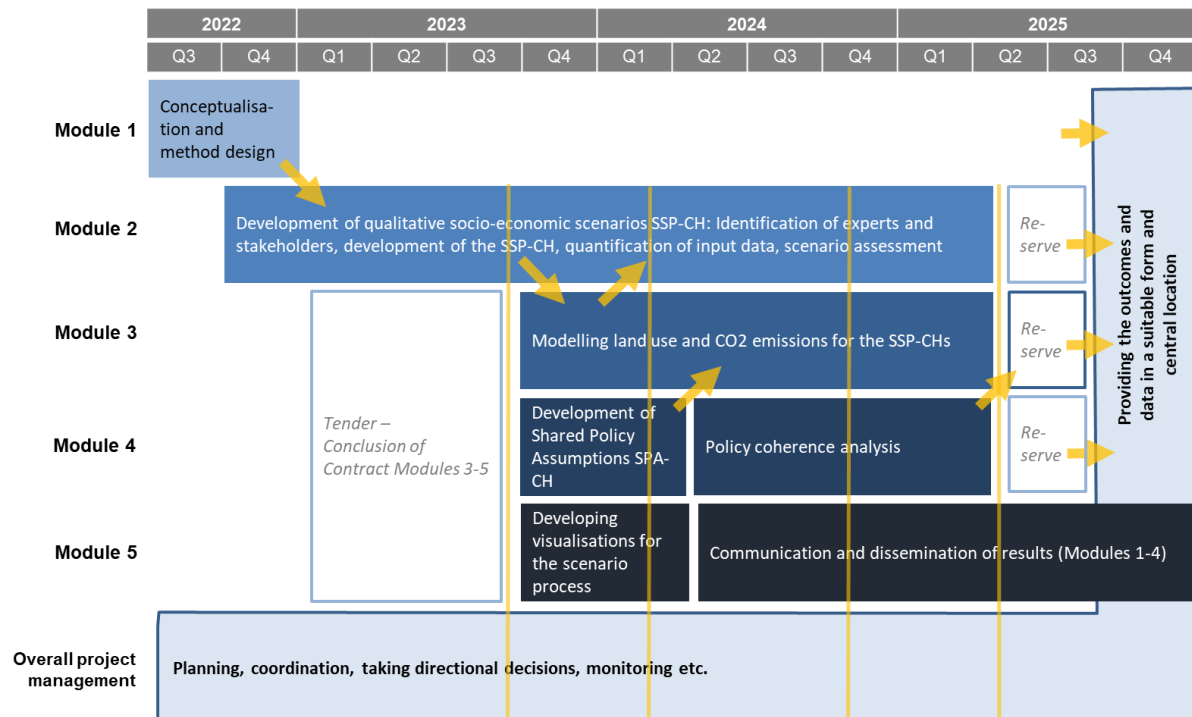 2022 2023 2024 2025
Q3 Q4 Q1 Q2 Q3 Q4 Q1 Q2 Q3 Q4 Q1 Q2 Q3 Q4
Module 1
Conceptualisa-
tion and
method design
Module 2
Development of qualitative socio-economic scenarios SSP-CH: Identification of experts and
stakeholders, development of the SSP-CH, quantification of input data, scenario assessment
Re-
serve
Module 3
Modelling land use and CO2 emissions for the SSP-CHs
Re-
serve
Module 4
Tender –
Conclusion of
Contract Modules 3-5
Development of
Shared Policy
Assumptions SPA-
CH
Policy coherence analysis
Re-
serve
Module 5
Developing
visualisations for
the scenario
process
Communication and dissemination of results (Modules 1-4)
Providing the outcomes and
data in a suitable form and
central location
Overall project
management
Planning, coordination, taking directional decisions, monitoring etc.